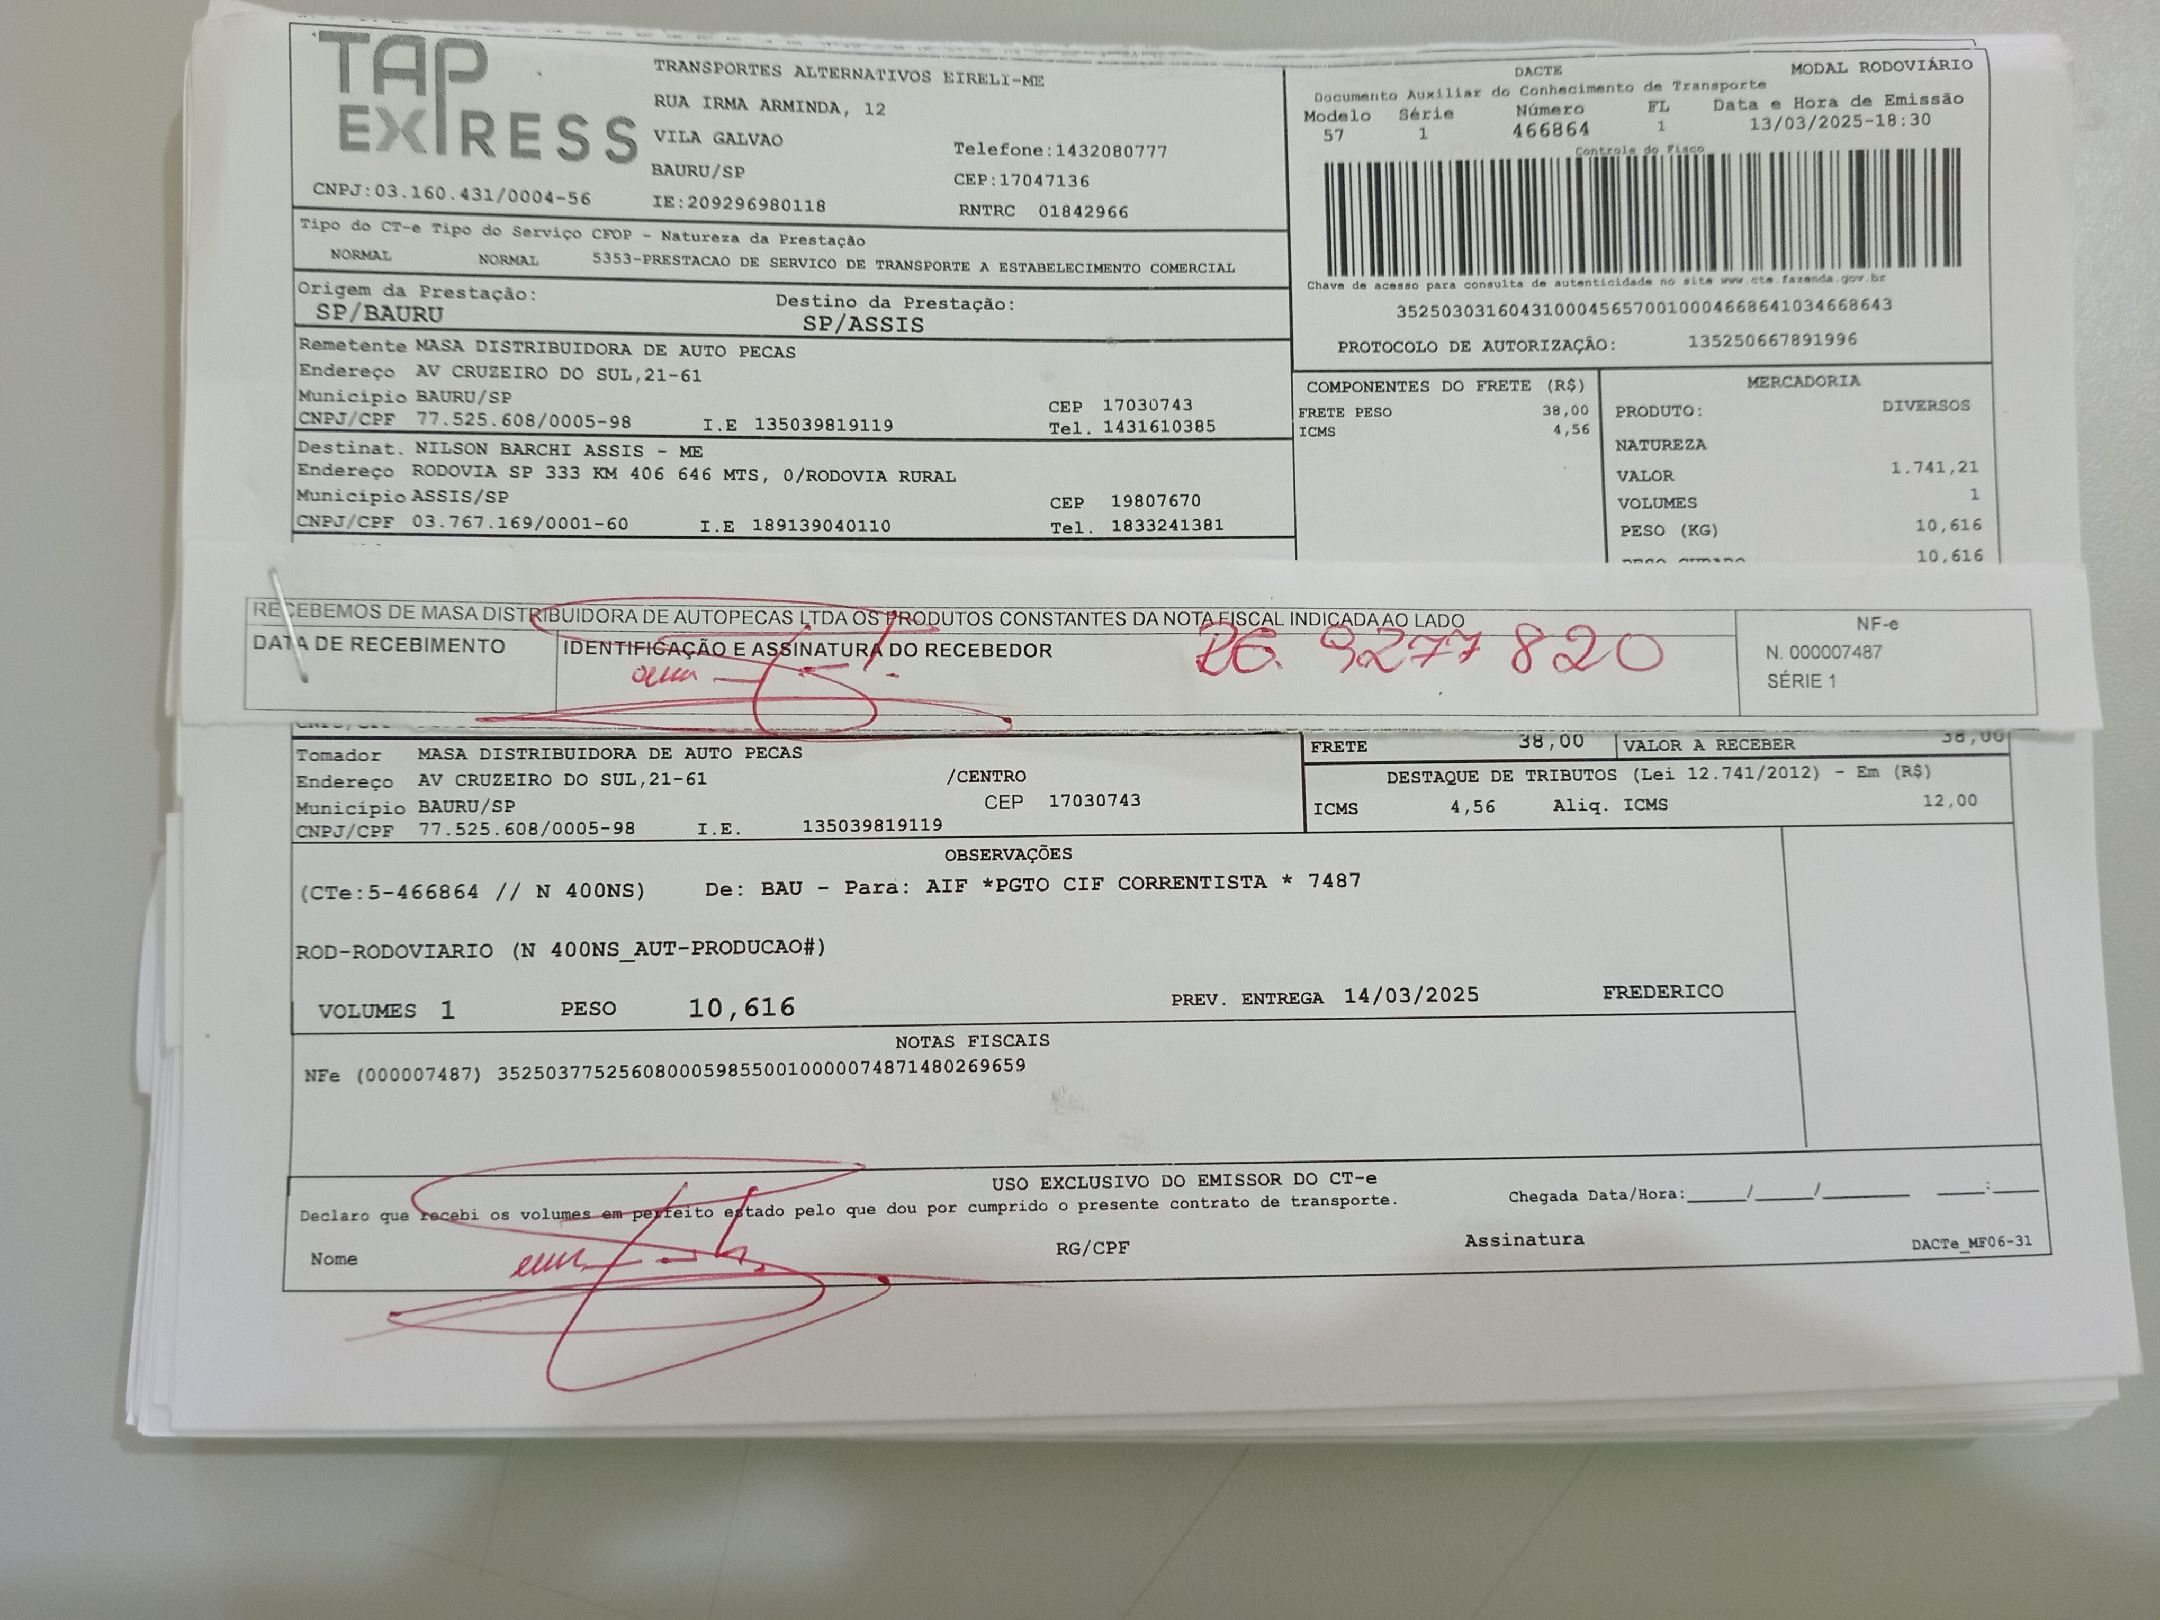 TAP EXPRESS
TRANSPORTES ALTERNATIVOS EIRELI-ME
RUA IRMA ARMINDA, 12
VILA GALVAO
Telefone:1432080777
BAURU/SP
CEP:17047136
CNPJ:03.160.431/0004-56
IE:209296980118
RNTRC 01842966
DACTE
MODAL RODOVIÁRIO
Documento Auxiliar do Conhecimento de Transporte
Modelo Série Número FL Data e Hora de Emissão
57 1 466864 1 13/03/2025-18:30
Controle do Fisco
Chave de acesso para consulta de autenticidade no site www.cte.fazenda.gov.br
35250303160431000456570010004668641034668643
PROTOCOLO DE AUTORIZAÇÃO: 135250667891996
Tipo do CT-e Tipo do Serviço CFOP - Natureza da Prestação
NORMAL NORMAL 5353-PRESTACAO DE SERVICO DE TRANSPORTE A ESTABELECIMENTO COMERCIAL
Origem da Prestação: Destino da Prestação:
SP/BAURU SP/ASSIS
Remetente MASA DISTRIBUIDORA DE AUTO PECAS
Endereço AV CRUZEIRO DO SUL,21-61
Município BAURU/SP CEP 17030743
CNPJ/CPF 77.525.608/0005-98 I.E 135039819119 Tel. 1431610385
Destinat. NILSON BARCHI ASSIS - ME
Endereço RODOVIA SP 333 KM 406 646 MTS, 0/RODOVIA RURAL
Município ASSIS/SP CEP 19807670
CNPJ/CPF 03.767.169/0001-60 I.E 189139040110 Tel. 1833241381
COMPONENTES DO FRETE (R$)
FRETE PESO 38,00
ICMS 4,56
MERCADORIA
PRODUTO: DIVERSOS
NATUREZA
VALOR 1.741,21
VOLUMES 1
PESO (KG) 10,616
10,616
RECEBEMOS DE MASA DISTRIBUIDORA DE AUTOPECAS LTDA OS PRODUTOS CONSTANTES DA NOTA FISCAL INDICADA AO LADO
DATA DE RECEBIMENTO
IDENTIFICAÇÃO E ASSINATURA DO RECEBEDOR
9277820
NF-e
N. 000007487
SÉRIE 1
Tomador MASA DISTRIBUIDORA DE AUTO PECAS
Endereço AV CRUZEIRO DO SUL,21-61 /CENTRO
Município BAURU/SP CEP 17030743
CNPJ/CPF 77.525.608/0005-98 I.E. 135039819119
FRETE 38,00 VALOR A RECEBER 38,00
DESTAQUE DE TRIBUTOS (Lei 12.741/2012) - Em (R$)
ICMS 4,56 Aliq. ICMS 12,00
OBSERVAÇÕES
(CTe:5-466864 // N 400NS) De: BAU - Para: AIF *PGTO CIF CORRENTISTA * 7487
ROD-RODOVIARIO (N 400NS_AUT-PRODUCAO#)
VOLUMES 1 PESO 10,616 PREV. ENTREGA 14/03/2025 FREDERICO
NOTAS FISCAIS
NFe (000007487) 35250377525608000598550010000074871480269659
USO EXCLUSIVO DO EMISSOR DO CT-e
Declaro que recebi os volumes em perfeito estado pelo que dou por cumprido o presente contrato de transporte.
Chegada Data/Hora:____/____/______ ____:____
Nome RG/CPF Assinatura
DACTe_MF06-31